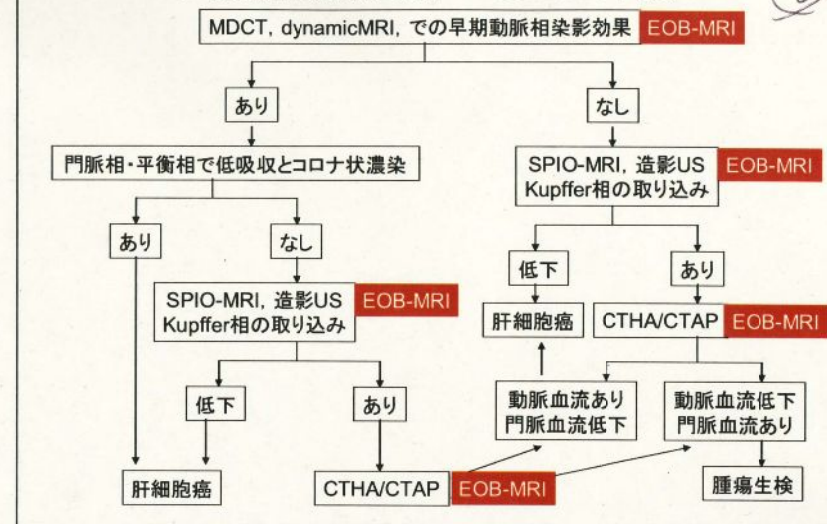 MDCT, dynamicMRI, での早期動脈相染影効果 EOB-MRI
あり
なし
門脈相・平衡相で低吸収とコロナ状濃染
SPIO-MRI, 造影US
Kupffer相の取り込み
EOB-MRI
あり
なし
低下
あり
SPIO-MRI, 造影US
Kupffer相の取り込み
EOB-MRI
肝細胞癌
CTHA/CTAP EOB-MRI
低下
あり
動脈血流あり
門脈血流低下
動脈血流低下
門脈血流あり
肝細胞癌
CTHA/CTAP EOB-MRI
腫瘍生検